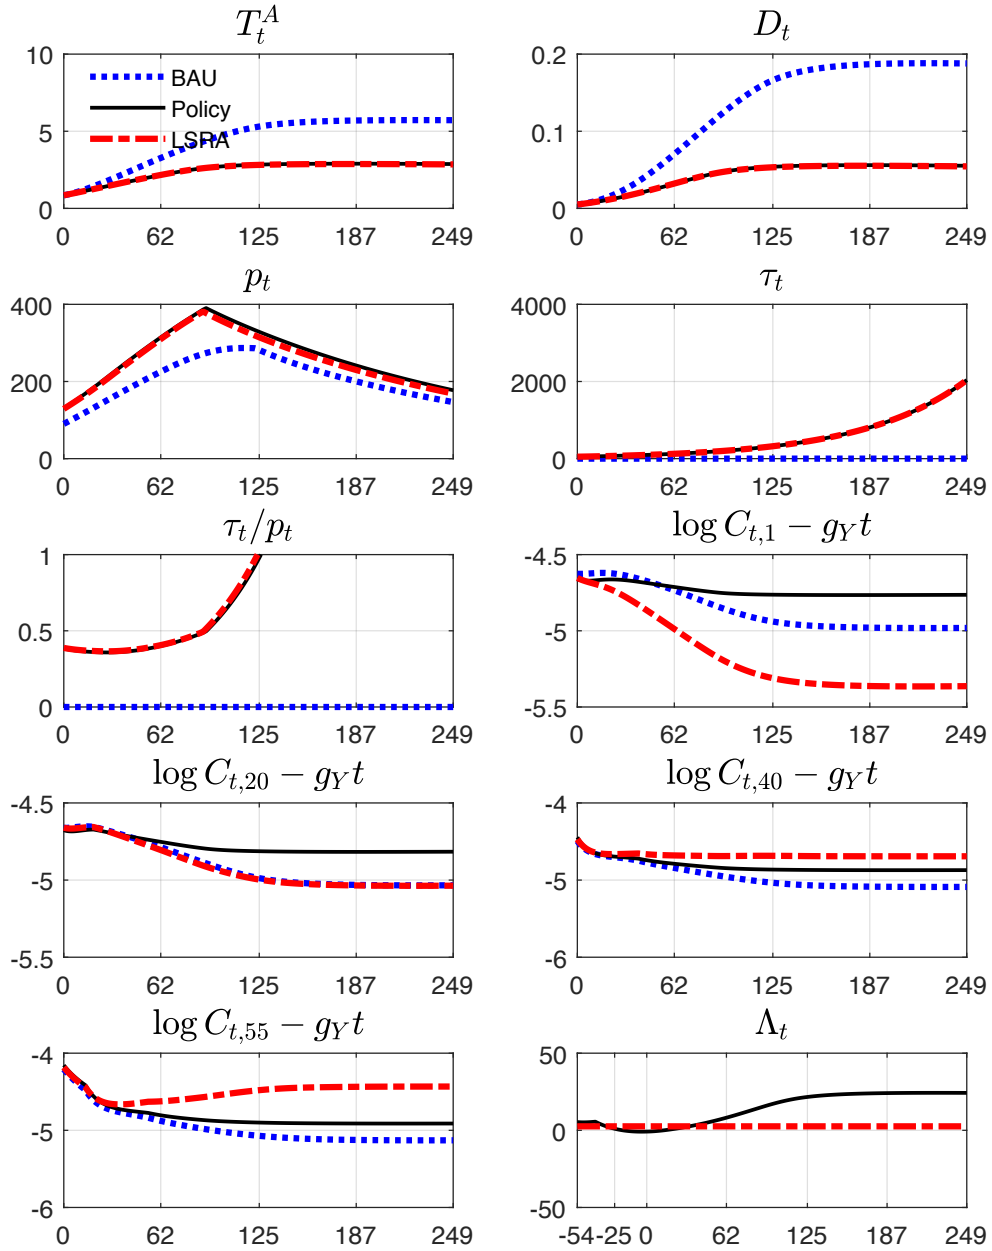 T_t^A D_t
10
5
0
BAU
Policy
LSRA
0 62 125 187 249
0.2
0.1
0
0 62 125 187 249
p_t τ_t
400
200
0
0 62 125 187 249
4000
2000
0
0 62 125 187 249
τ_t/p_t log C_{t,1} − g_Y t
1
0.5
0
0 62 125 187 249
-4.5
-5
-5.5
0 62 125 187 249
log C_{t,20} − g_Y t log C_{t,40} − g_Y t
-4.5
-5
-5.5
0 62 125 187 249
-4
-5
-6
0 62 125 187 249
log C_{t,55} − g_Y t Λ_t
-4
-5
-6
0 62 125 187 249
50
0
-50
-54 -25 0 62 125 187 249